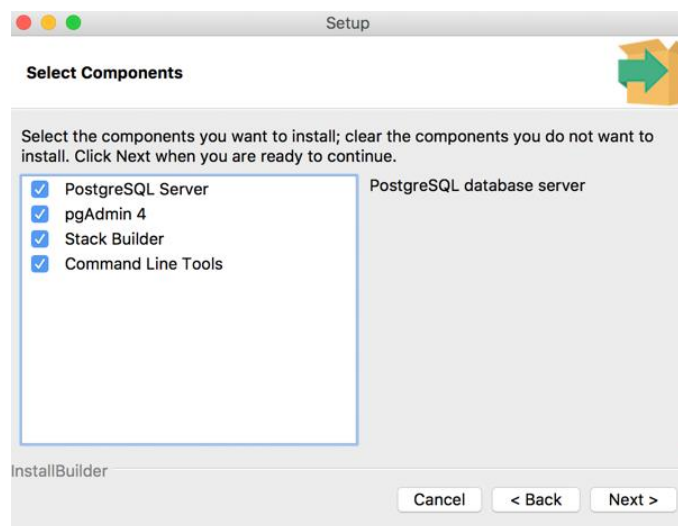 Setup
Select Components
Select the components you want to install; clear the components you do not want to
install. Click Next when you are ready to continue.
PostgreSQL Server
pgAdmin 4
Stack Builder
Command Line Tools
PostgreSQL database server
InstallBuilder
Cancel
< Back
Next >